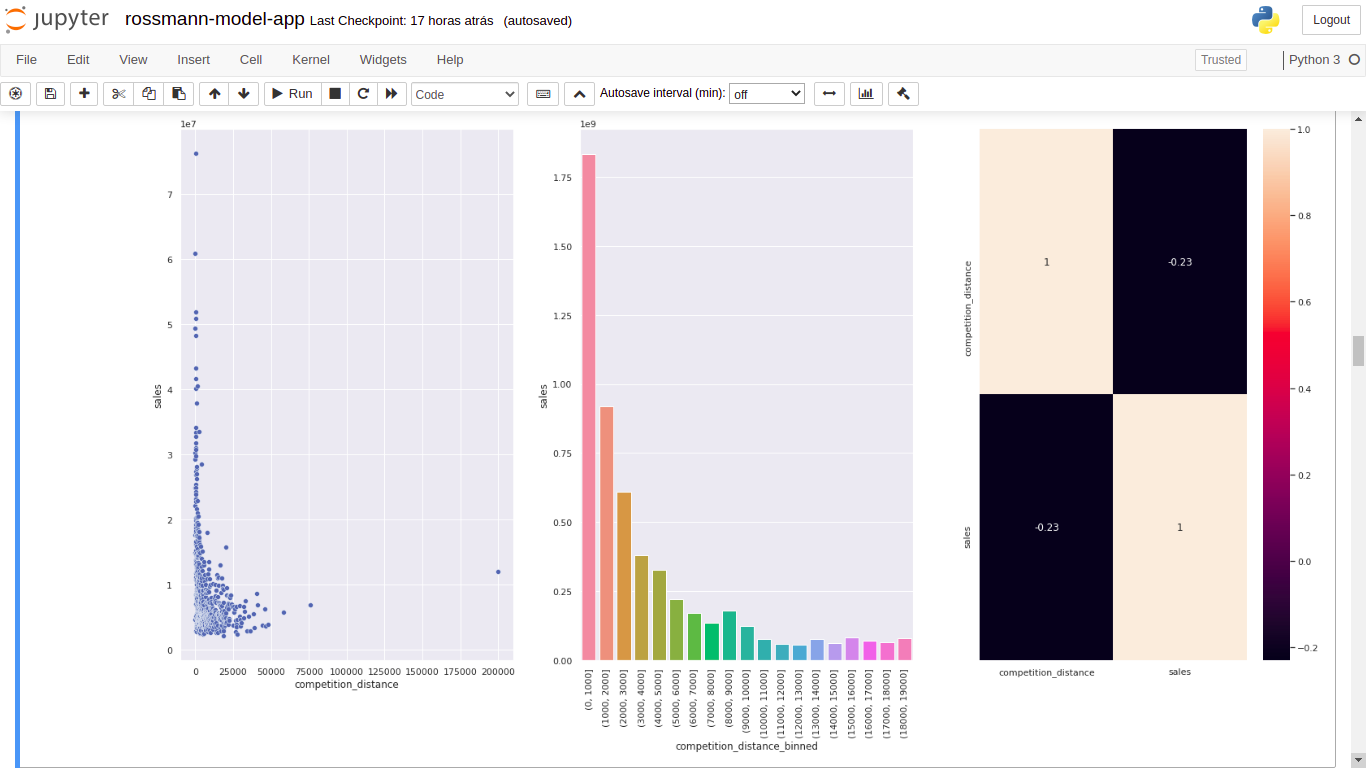 jupyter rossmann-model-app Last Checkpoint: 17 horas atrás (autosaved)
Logout
File Edit View Insert Cell Kernel Widgets Help
Trusted
Python 3
Run
Code
Autosave interval (min): off
1e7
7
6
5
4
3
2
1
0
sales
0 25000 50000 75000 100000 125000 150000 175000 200000
competition_distance
1e9
1.75
1.50
1.25
1.00
0.75
0.50
0.25
0.00
sales
(0, 1000]
(1000, 2000]
(2000, 3000]
(3000, 4000]
(4000, 5000]
(5000, 6000]
(6000, 7000]
(7000, 8000]
(8000, 9000]
(9000, 10000]
(10000, 11000]
(11000, 12000]
(12000, 13000]
(13000, 14000]
(14000, 15000]
(15000, 16000]
(16000, 17000]
(17000, 18000]
(18000, 19000]
competition_distance_binned
competition_distance
sales
1 -0.23
-0.23 1
competition_distance sales
1.0
0.8
0.6
0.4
0.2
0.0
−0.2